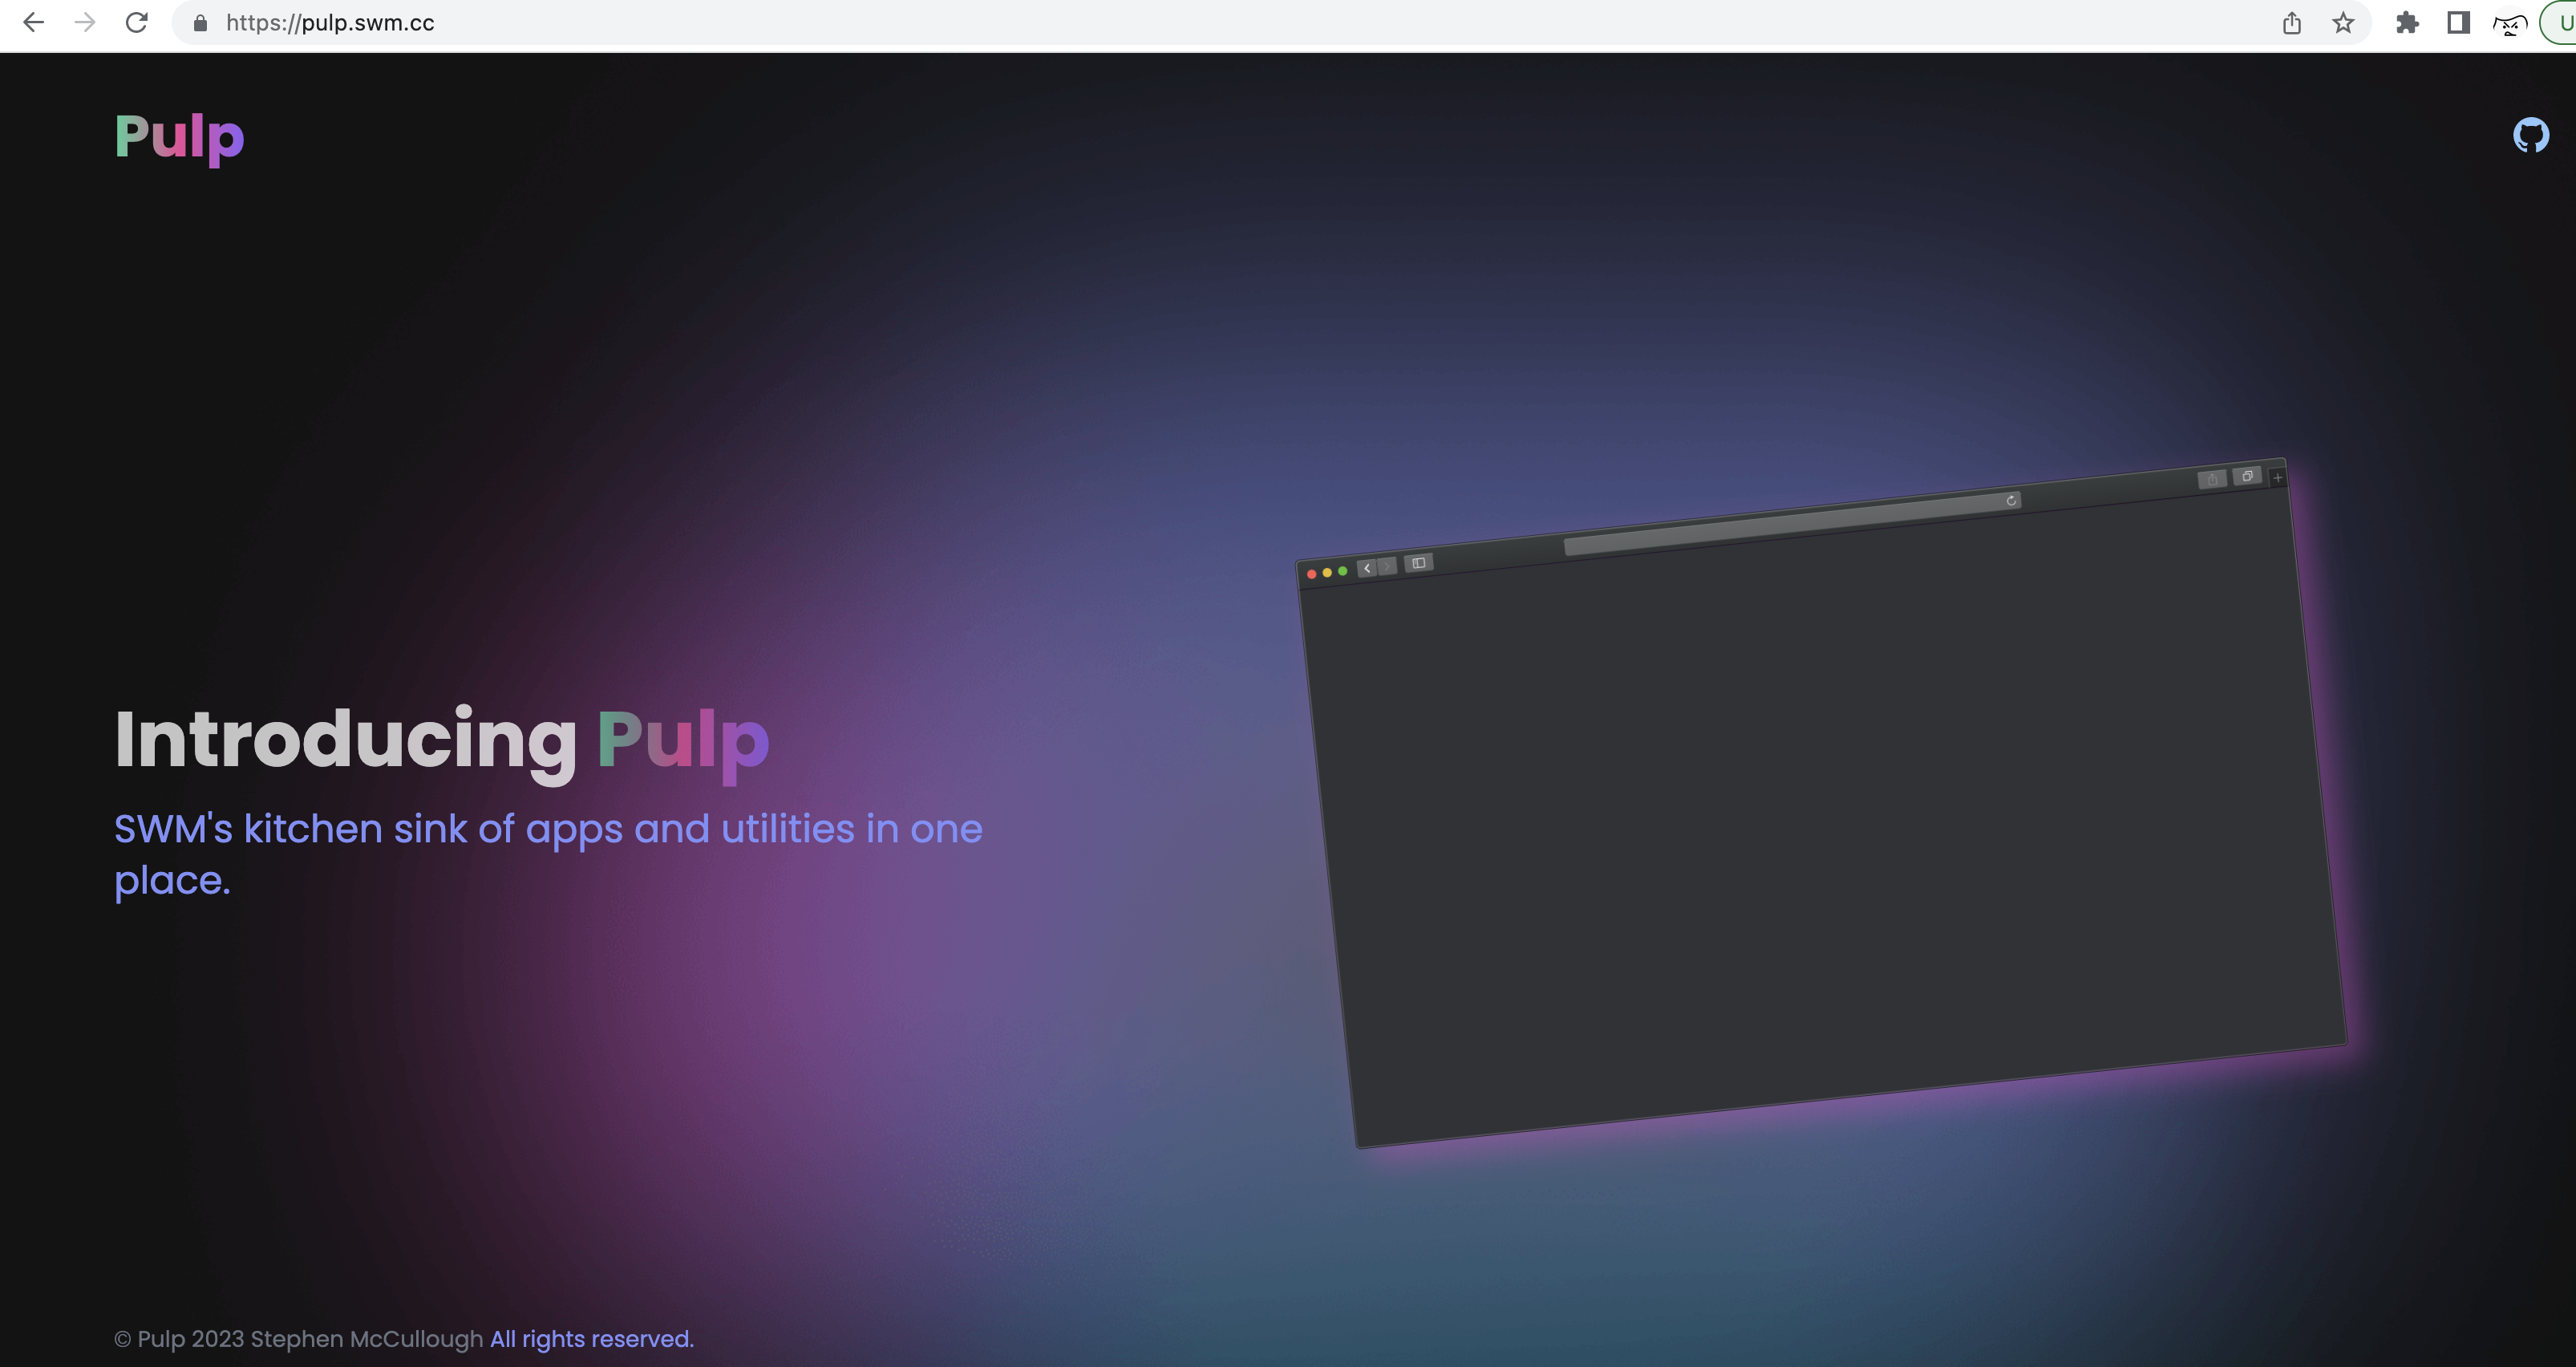 https://pulp.swm.cc
U
Pulp
Introducing Pulp
SWM's kitchen sink of apps and utilities in one
place.
© Pulp 2023 Stephen McCullough All rights reserved.